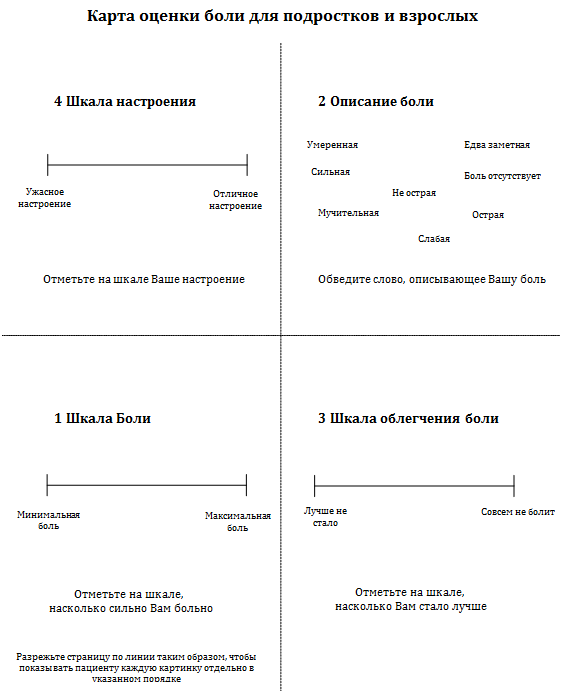 Карта оценки боли для подростков и взрослых
4 Шкала настроения
Ужасное
настроение
Отличное
настроение
Отметьте на шкале Ваше настроение
2 Описание боли
Умеренная
Едва заметная
Сильная
Боль отсутствует
Не острая
Мучительная
Острая
Слабая
Обведите слово, описывающее Вашу боль
1 Шкала Боли
Минимальная
боль
Максимальная
боль
Отметьте на шкале,
насколько сильно Вам больно
Разрежьте страницу по линии таким образом, чтобы
показывать пациенту каждую картинку отдельно в
указанном порядке
3 Шкала облегчения боли
Лучше не
стало
Совсем не болит
Отметьте на шкале,
насколько Вам стало лучше